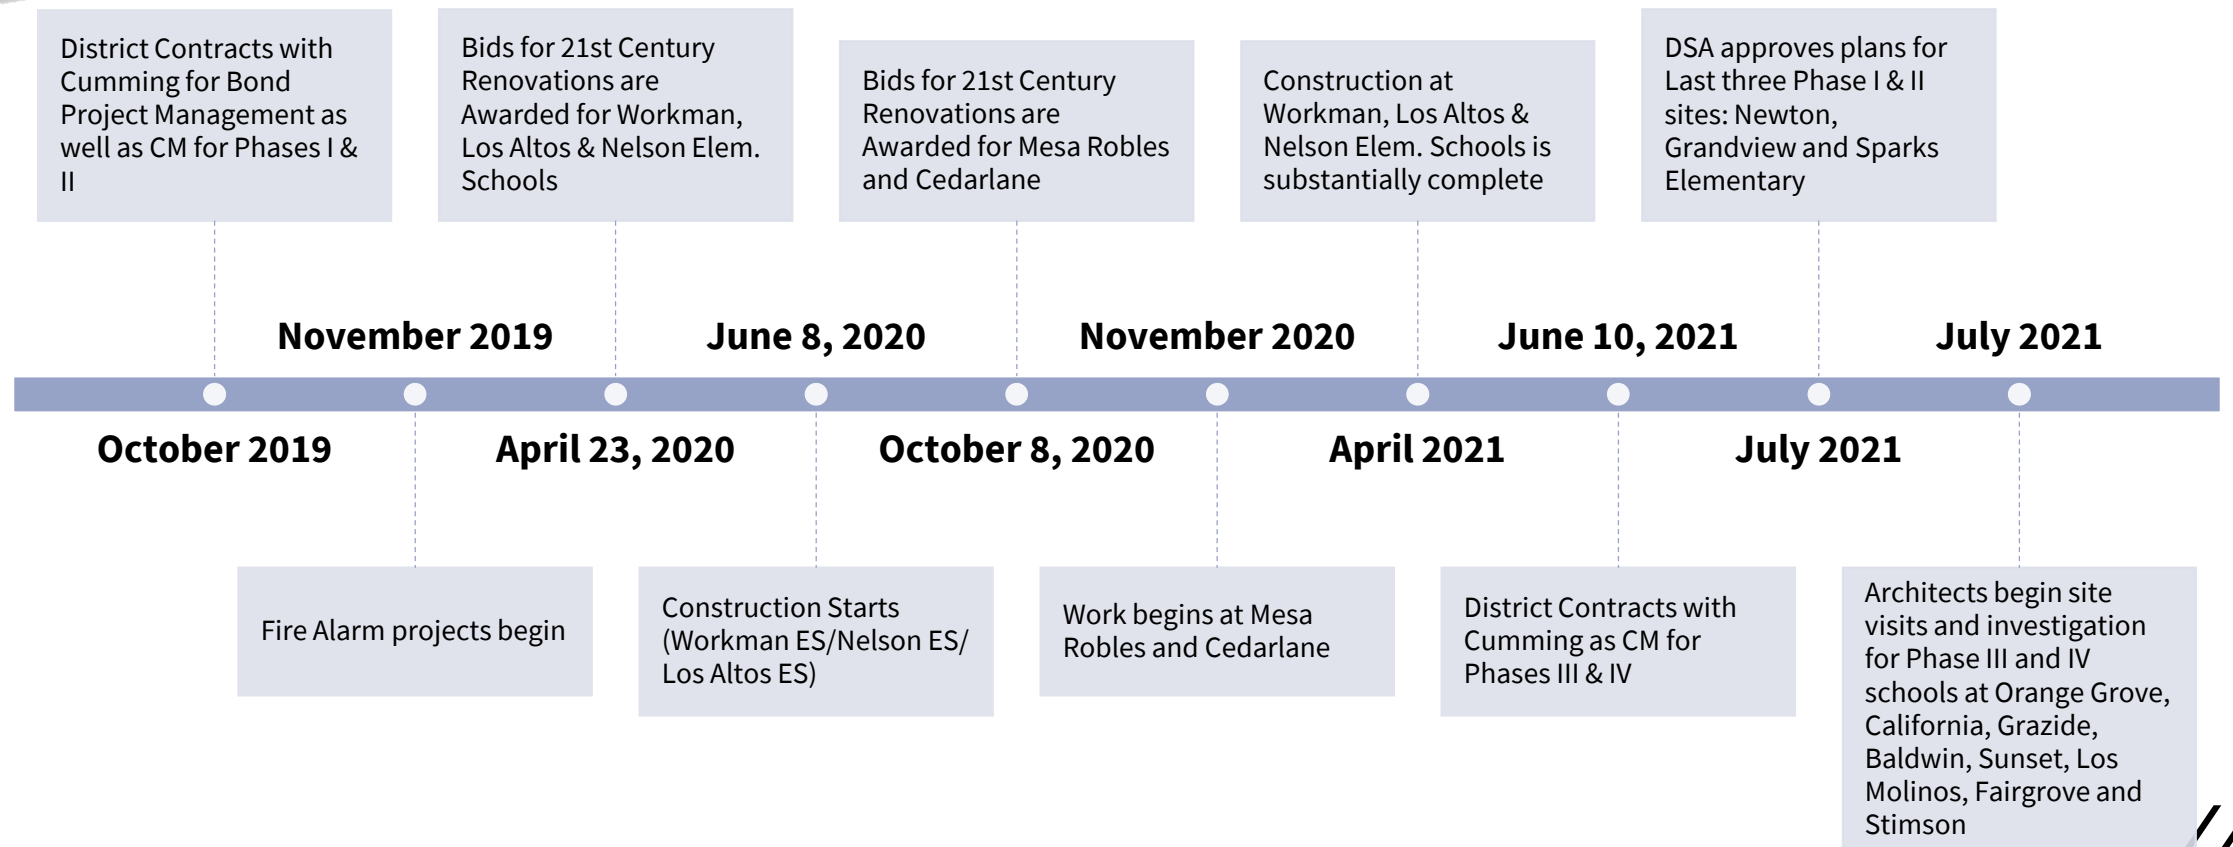 District Contracts with
Cumming for Bond
Project Management as
well as CM for Phases I &
II
Bids for 21st Century
Renovations are
Awarded for Workman,
Los Altos & Nelson Elem.
Schools
Bids for 21st Century
Renovations are
Awarded for Mesa Robles
and Cedarlane
Construction at
Workman, Los Altos &
Nelson Elem. Schools is
substantially complete
DSA approves plans for
Last three Phase I & II
sites: Newton,
Grandview and Sparks
Elementary
November 2019
June 8, 2020
November 2020
June 10, 2021
July 2021
October 2019
April 23, 2020
October 8, 2020
April 2021
July 2021
Fire Alarm projects begin
Construction Starts
(Workman ES/Nelson ES/
Los Altos ES)
Work begins at Mesa
Robles and Cedarlane
District Contracts with
Cumming as CM for
Phases III & IV
Architects begin site
visits and investigation
for Phase III and IV
schools at Orange Grove,
California, Grazide,
Baldwin, Sunset, Los
Molinos, Fairgrove and
Stimson